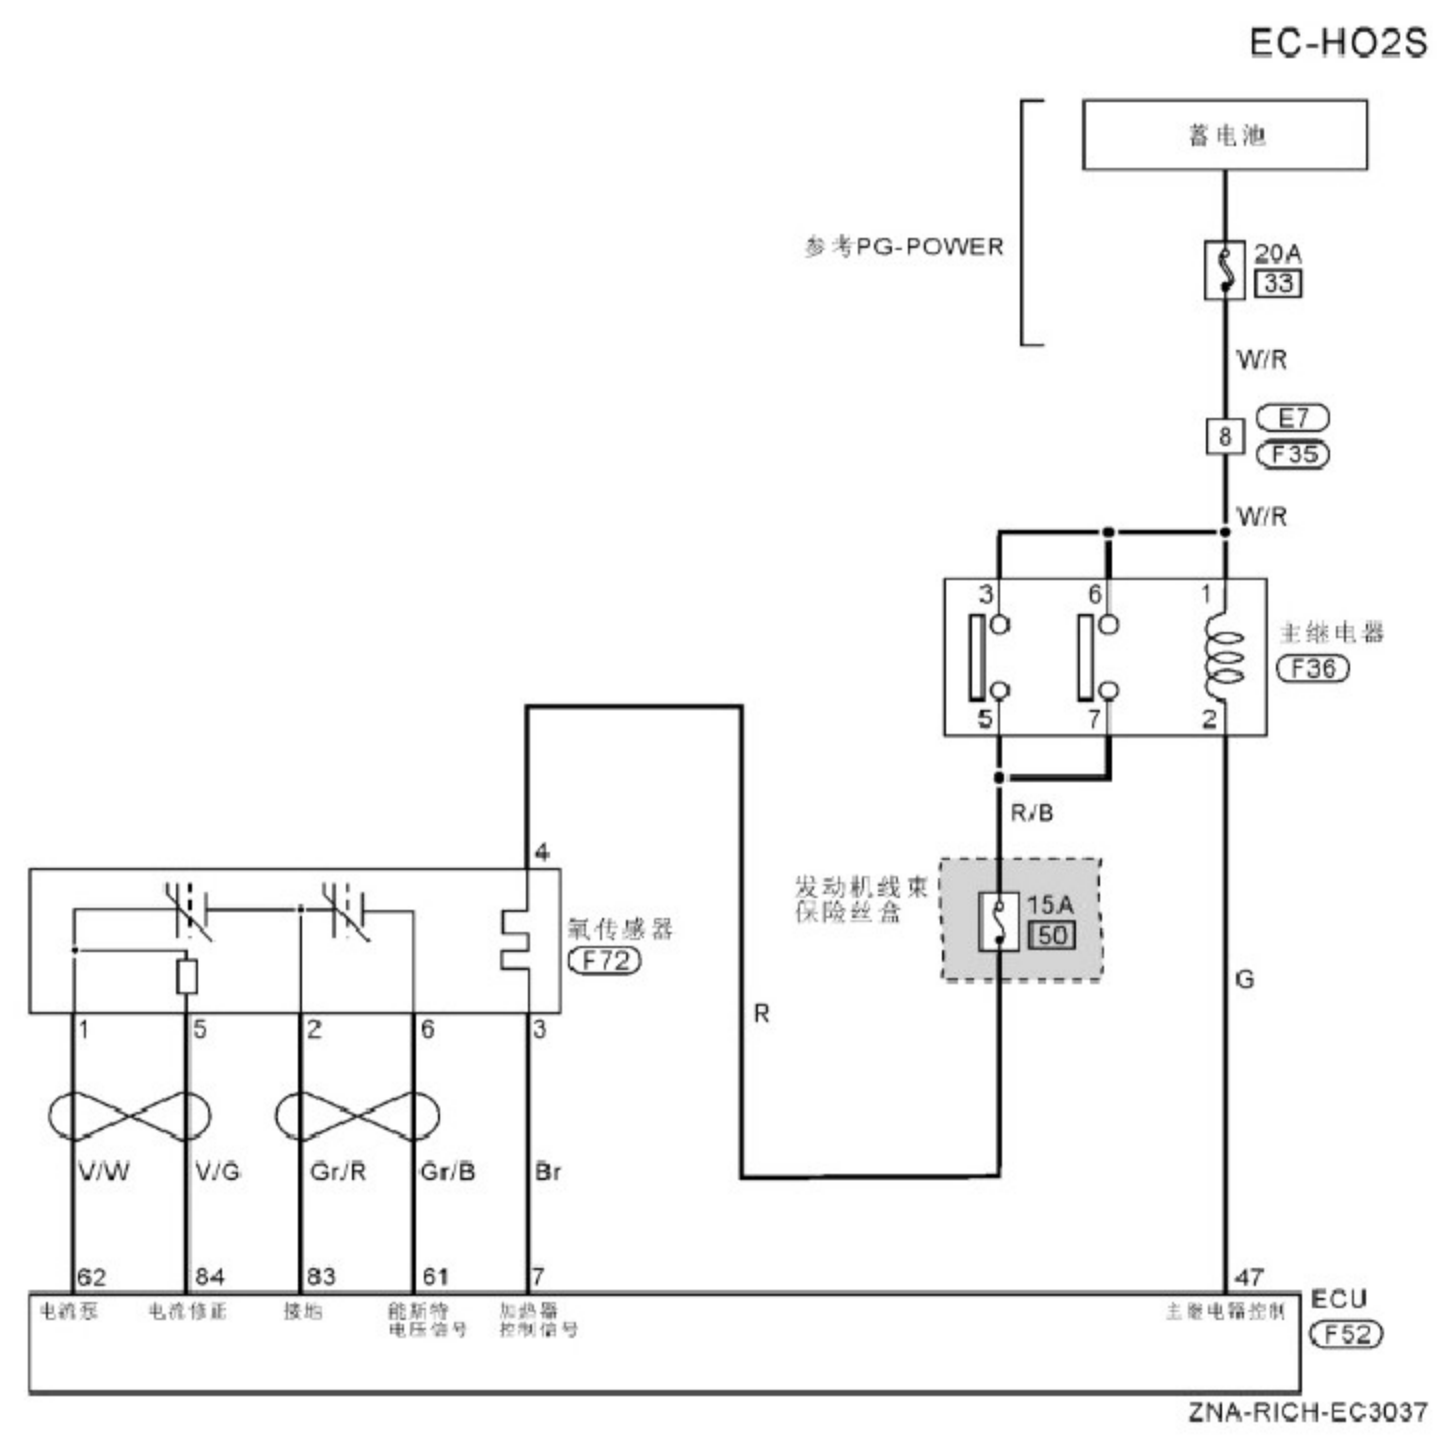 EC-HO2S
蓄电池
参考PG-POWER
20A
33
W/R
E7
8
F35
W/R
3
6
1
主继电器
F36
5
7
2
R/B
4
发动机线束
保险丝盒
15A
50
氧传感器
F72
G
R
1
5
2
6
3
V/W
V/G
Gr/R
Gr/B
Br
62
84
83
61
7
47
电流泵
电流修正
接地
能斯特
电压信号
加热器
控制信号
主继电器控制
ECU
F52
ZNA-RICH-EC3037